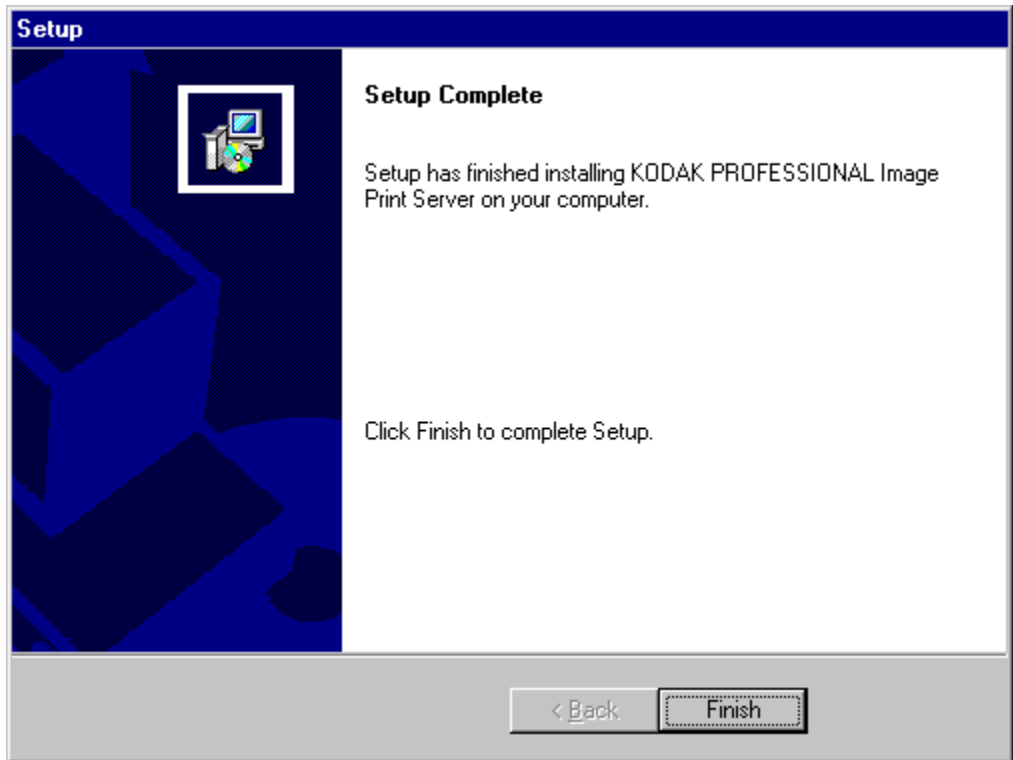 Setup
Setup Complete
Setup has finished installing KODAK PROFESSIONAL Image
Print Server on your computer.
Click Finish to complete Setup.
< Back
Finish